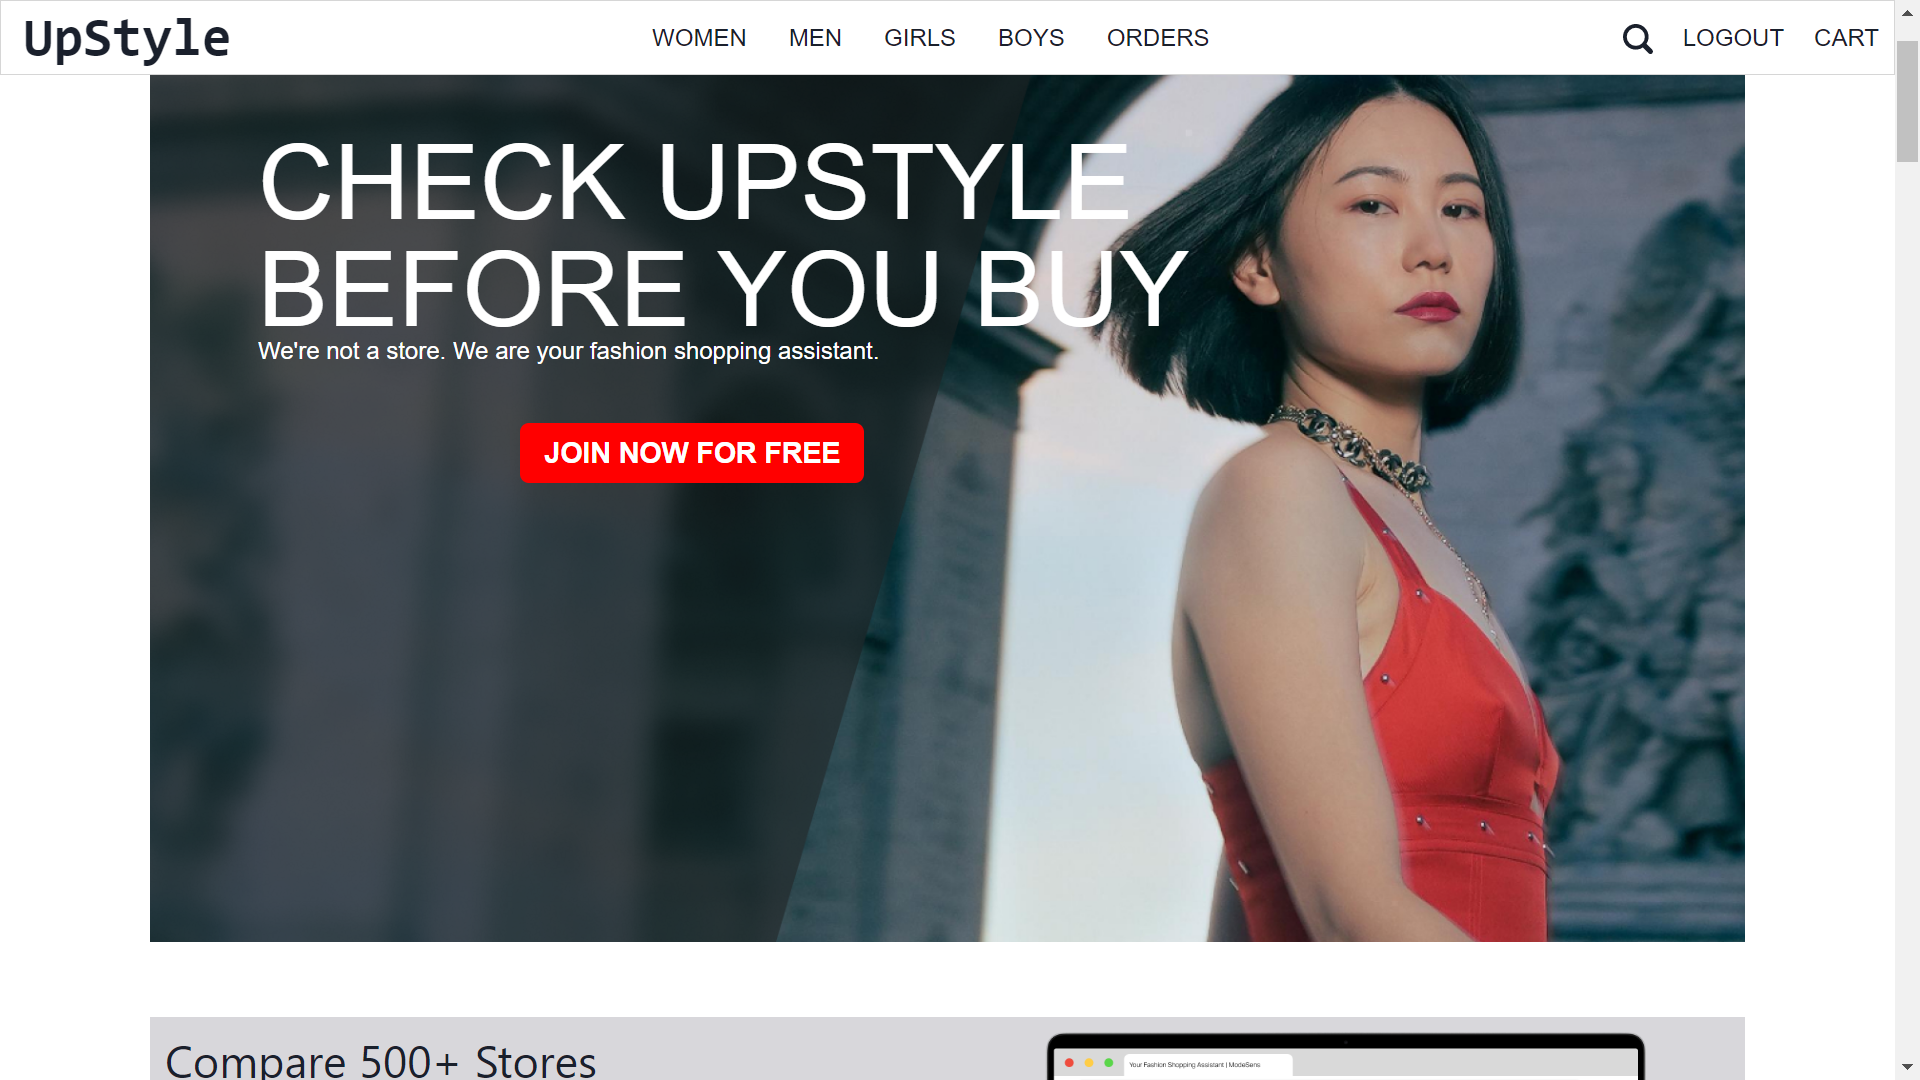 UpStyle
WOMEN MEN GIRLS BOYS ORDERS
LOGOUT CART
CHECK UPSTYLE
BEFORE YOU BUY
We're not a store. We are your fashion shopping assistant.
JOIN NOW FOR FREE
Compare 500+ Stores
Your Fashion Shopping Assistant | ModeSens